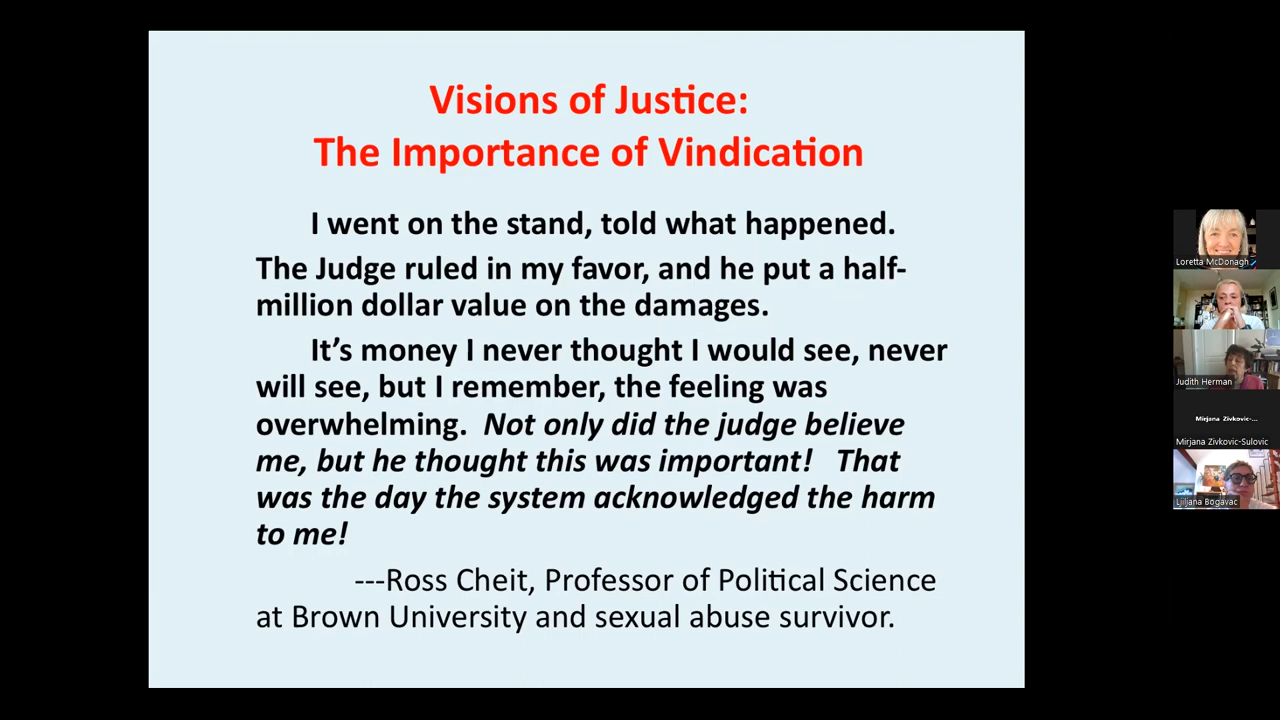 Visions of Justice:
The Importance of Vindication
I went on the stand, told what happened.
The Judge ruled in my favor, and he put a half-
million dollar value on the damages.
It’s money I never thought I would see, never
will see, but I remember, the feeling was
overwhelming.  Not only did the judge believe
me, but he thought this was important!   That
was the day the system acknowledged the harm
to me!
---Ross Cheit, Professor of Political Science
at Brown University and sexual abuse survivor.
Loretta McDonagh
Judith Herman
Mirjana Zivkovic-...
Mirjana Zivkovic-Sulovic
Ljiljana Bogavac